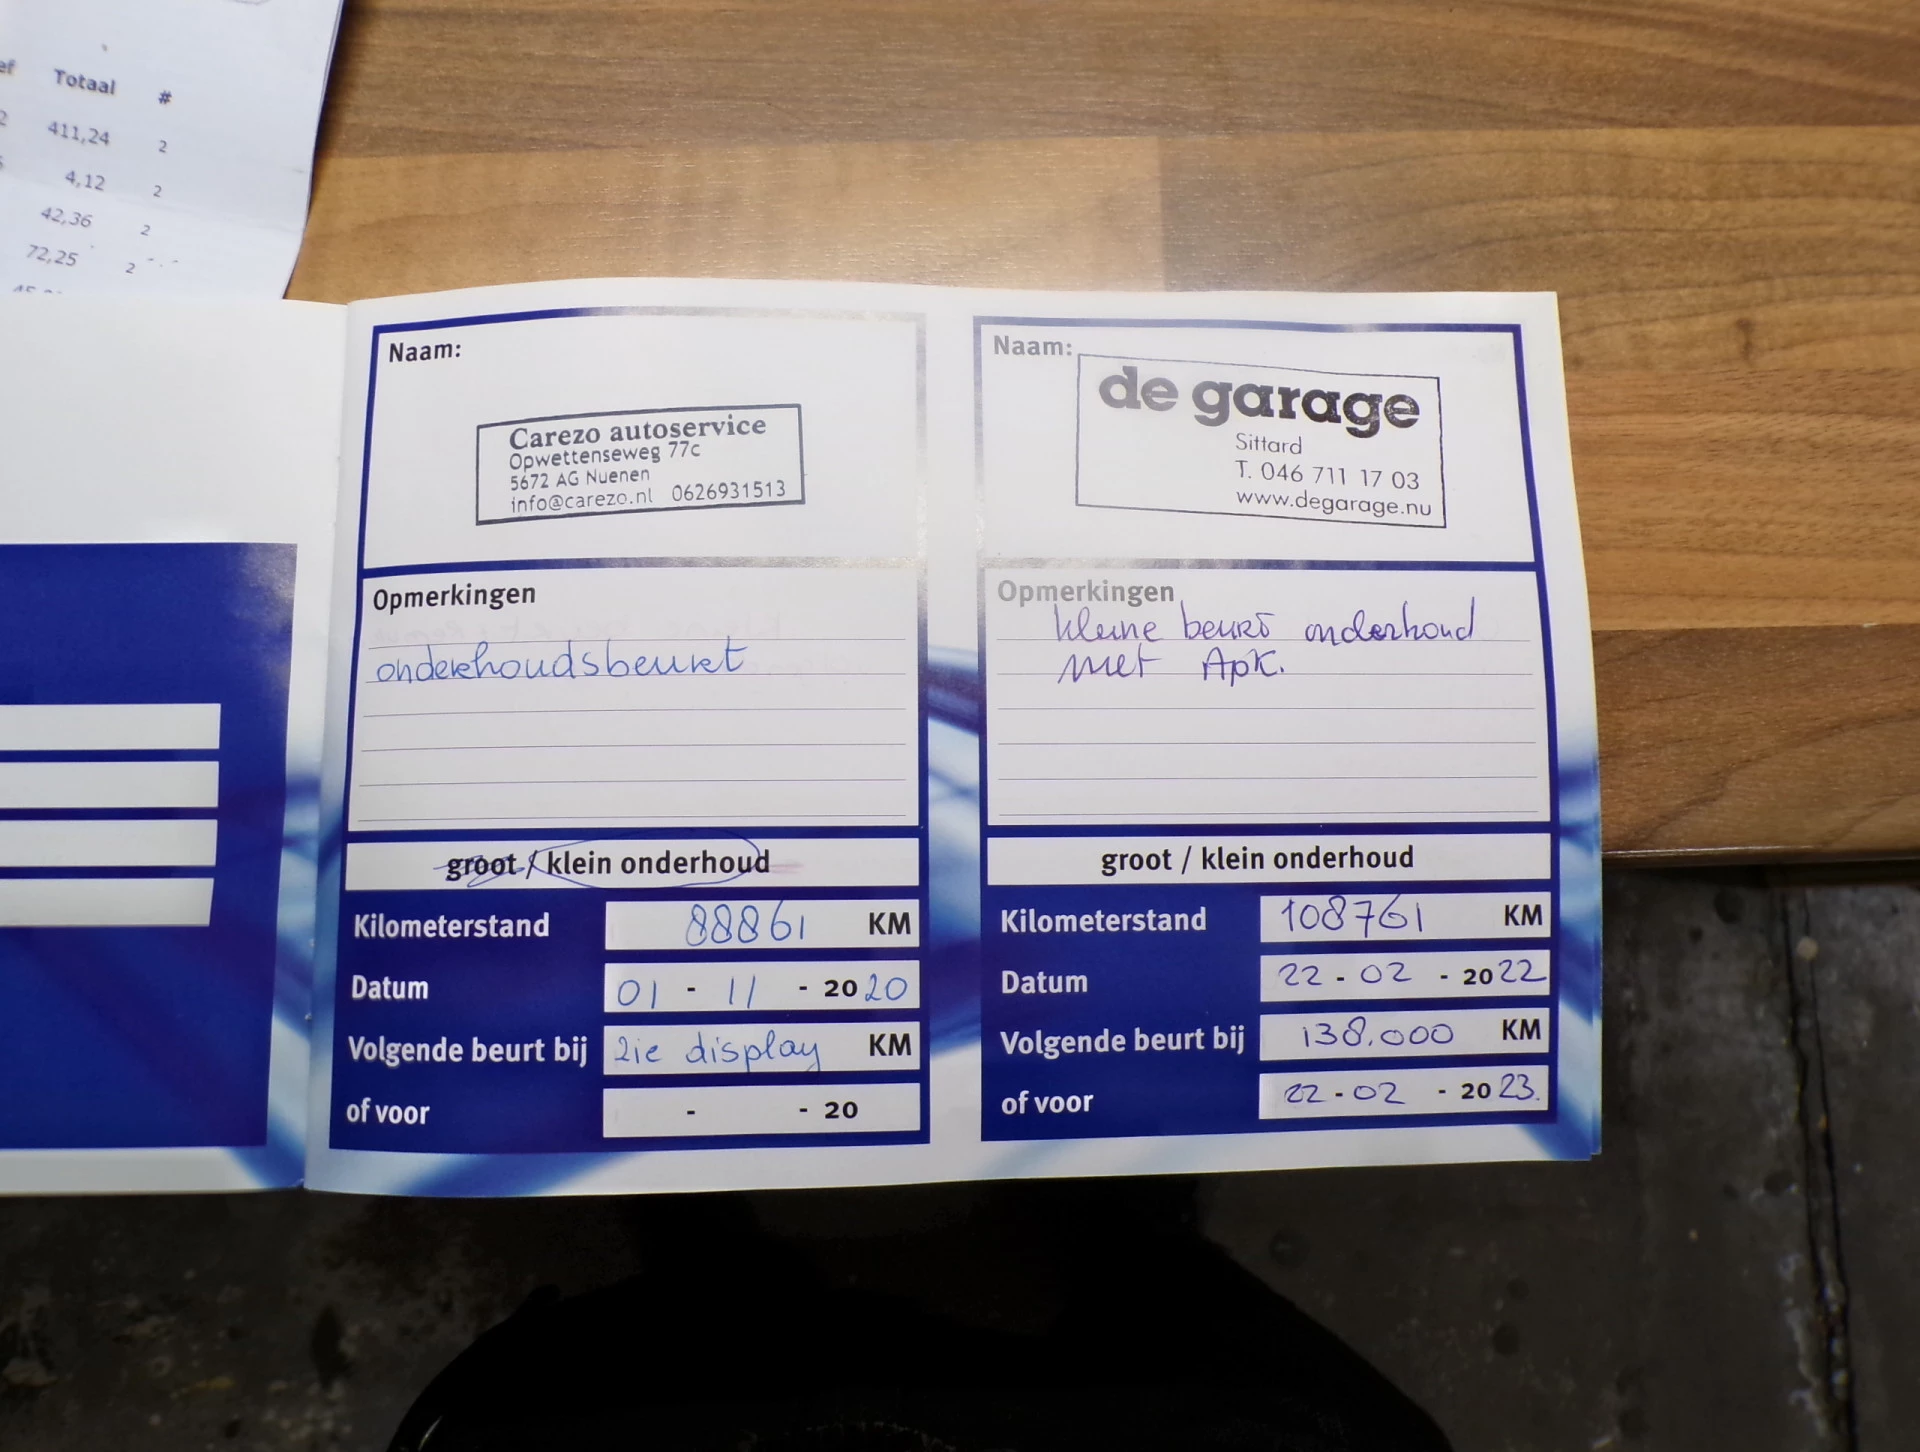 Totaal #
411,24 2
4,12 2
42,36 2
72,25 2
Naam:
Carezo autoservice
Opwettenseweg 77c
5672 AG Nuenen
info@carezo.nl 0626931513
Opmerkingen
onderhoudsbeurt
groot / klein onderhoud
Kilometerstand 88861 KM
Datum 01 - 11 - 2020
Volgende beurt bij zie display KM
of voor - - 20
Naam:
de garage
Sittard
T. 046 711 17 03
www.degarage.nu
Opmerkingen
kleine beurt onderhoud
met Apk.
groot / klein onderhoud
Kilometerstand 108761 KM
Datum 22 - 02 - 2022
Volgende beurt bij 138.000 KM
of voor 22 - 02 - 2023.